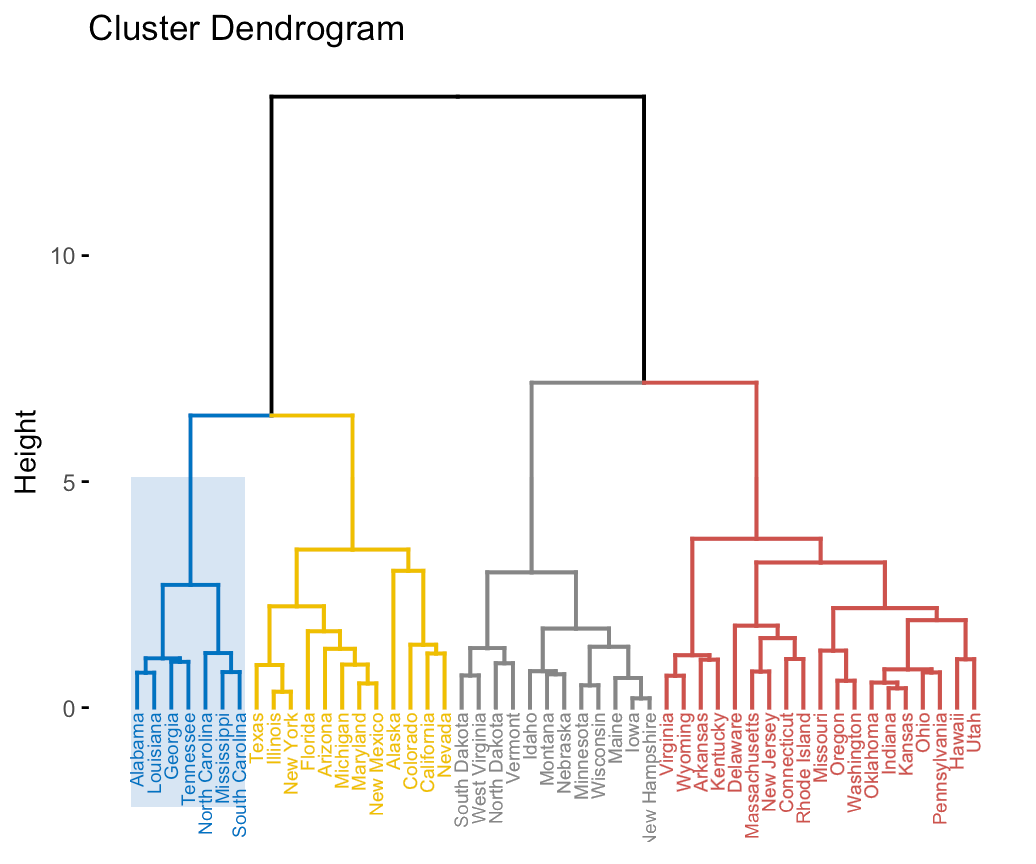 Cluster Dendrogram
Height
10
5
0
Alabama
Louisiana
Georgia
Tennessee
North Carolina
Mississippi
South Carolina
Texas
Illinois
New York
Florida
Arizona
Michigan
Maryland
New Mexico
Alaska
Colorado
California
Nevada
South Dakota
West Virginia
North Dakota
Vermont
Idaho
Montana
Nebraska
Minnesota
Wisconsin
Maine
Iowa
New Hampshire
Virginia
Wyoming
Arkansas
Kentucky
Delaware
Massachusetts
New Jersey
Connecticut
Rhode Island
Missouri
Oregon
Washington
Oklahoma
Indiana
Kansas
Ohio
Pennsylvania
Hawaii
Utah